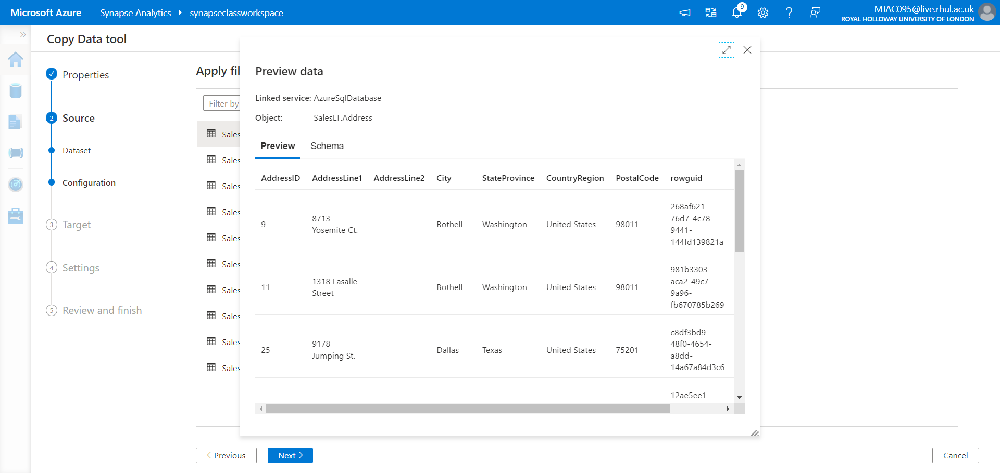 Microsoft Azure
Synapse Analytics
synapseclassworkspace
9
MJAC095@live.rhul.ac.uk
ROYAL HOLLOWAY UNIVERSITY OF LONDON
Copy Data tool
Properties
2 Source
Dataset
Configuration
3 Target
4 Settings
5 Review and finish
Apply fil
Filter by
Sales
Sales
Sales
Sales
Sales
Sales
Sales
Sales
Sales
Sales
Preview data
Linked service: AzureSqlDatabase
Object: SalesLT.Address
Preview Schema
AddressID AddressLine1 AddressLine2 City StateProvince CountryRegion PostalCode rowguid
9 8713 Yosemite Ct. Bothell Washington United States 98011 268af621-76d7-4c78-9441-144fd139821a
11 1318 Lasalle Street Bothell Washington United States 98011 981b3303-aca2-49c7-9a96-fb670785b269
25 9178 Jumping St. Dallas Texas United States 75201 c8df3bd9-48f0-4654-a8dd-14a67a84d3c6
12ae5ee1-
Previous
Next
Cancel